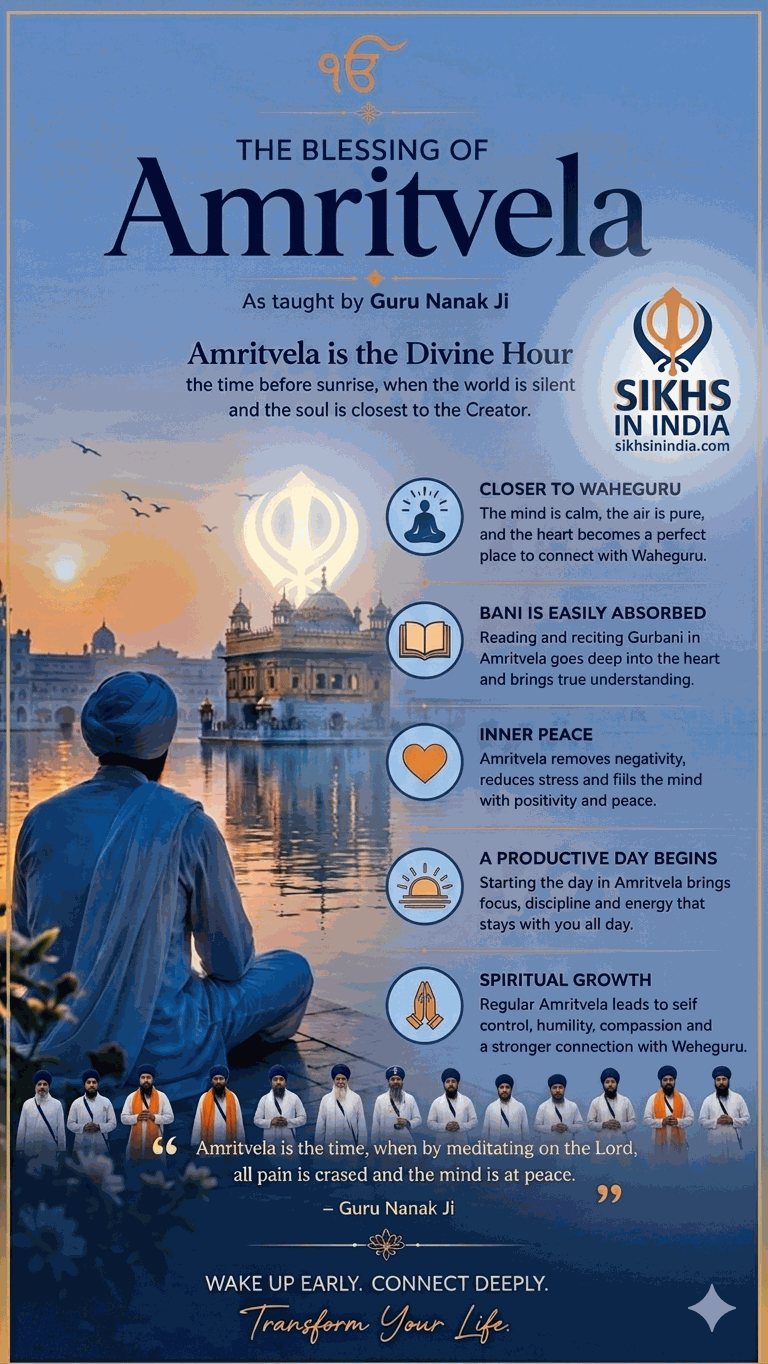 ੴ
THE BLESSING OF
Amritvela
As taught by Guru Nanak Ji
Amritvela is the Divine Hour
the time before sunrise, when the world is silent
and the soul is closest to the Creator.
SIKHS
IN INDIA
sikhsinindia.com
CLOSER TO WAHEGURU
The mind is calm, the air is pure,
and the heart becomes a perfect
place to connect with Waheguru.
BANI IS EASILY ABSORBED
Reading and reciting Gurbani in
Amritvela goes deep into the heart
and brings true understanding.
INNER PEACE
Amritvela removes negativity,
reduces stress and fills the mind
with positivity and peace.
A PRODUCTIVE DAY BEGINS
Starting the day in Amritvela brings
focus, discipline and energy that
stays with you all day.
SPIRITUAL GROWTH
Regular Amritvela leads to self
control, humility, compassion and
a stronger connection with Weheguru.
“ Amritvela is the time, when by meditating on the Lord,
all pain is crased and the mind is at peace. ”
– Guru Nanak Ji
WAKE UP EARLY. CONNECT DEEPLY.
Transform Your Life.